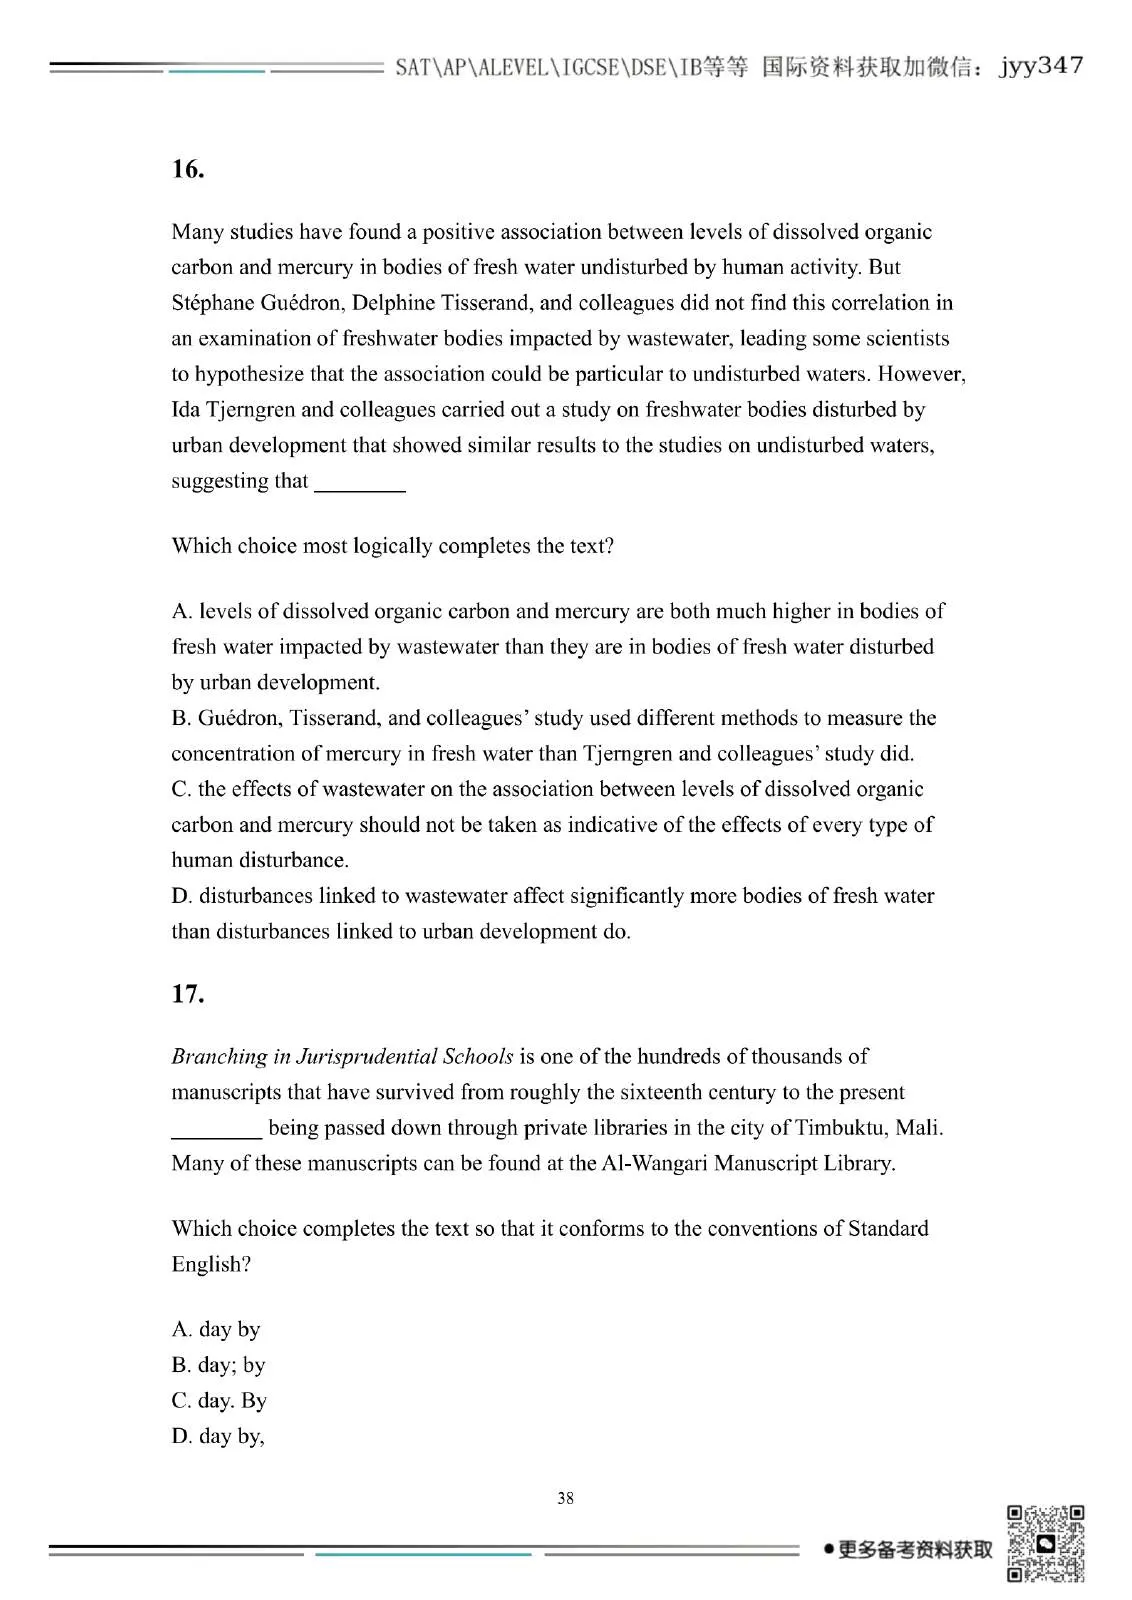 SAT\AP\ALEVEL\IGCSE\DSE\IB等等 国际资料获取加微信：jyy347
16.
Many studies have found a positive association between levels of dissolved organic
carbon and mercury in bodies of fresh water undisturbed by human activity. But
Stéphane Guédron, Delphine Tisserand, and colleagues did not find this correlation in
an examination of freshwater bodies impacted by wastewater, leading some scientists
to hypothesize that the association could be particular to undisturbed waters. However,
Ida Tjerngren and colleagues carried out a study on freshwater bodies disturbed by
urban development that showed similar results to the studies on undisturbed waters,
suggesting that ________
Which choice most logically completes the text?
A. levels of dissolved organic carbon and mercury are both much higher in bodies of
fresh water impacted by wastewater than they are in bodies of fresh water disturbed
by urban development.
B. Guédron, Tisserand, and colleagues’ study used different methods to measure the
concentration of mercury in fresh water than Tjerngren and colleagues’ study did.
C. the effects of wastewater on the association between levels of dissolved organic
carbon and mercury should not be taken as indicative of the effects of every type of
human disturbance.
D. disturbances linked to wastewater affect significantly more bodies of fresh water
than disturbances linked to urban development do.
17.
Branching in Jurisprudential Schools is one of the hundreds of thousands of
manuscripts that have survived from roughly the sixteenth century to the present
________ being passed down through private libraries in the city of Timbuktu, Mali.
Many of these manuscripts can be found at the Al-Wangari Manuscript Library.
Which choice completes the text so that it conforms to the conventions of Standard
English?
A. day by
B. day; by
C. day. By
D. day by,
38
●更多备考资料获取